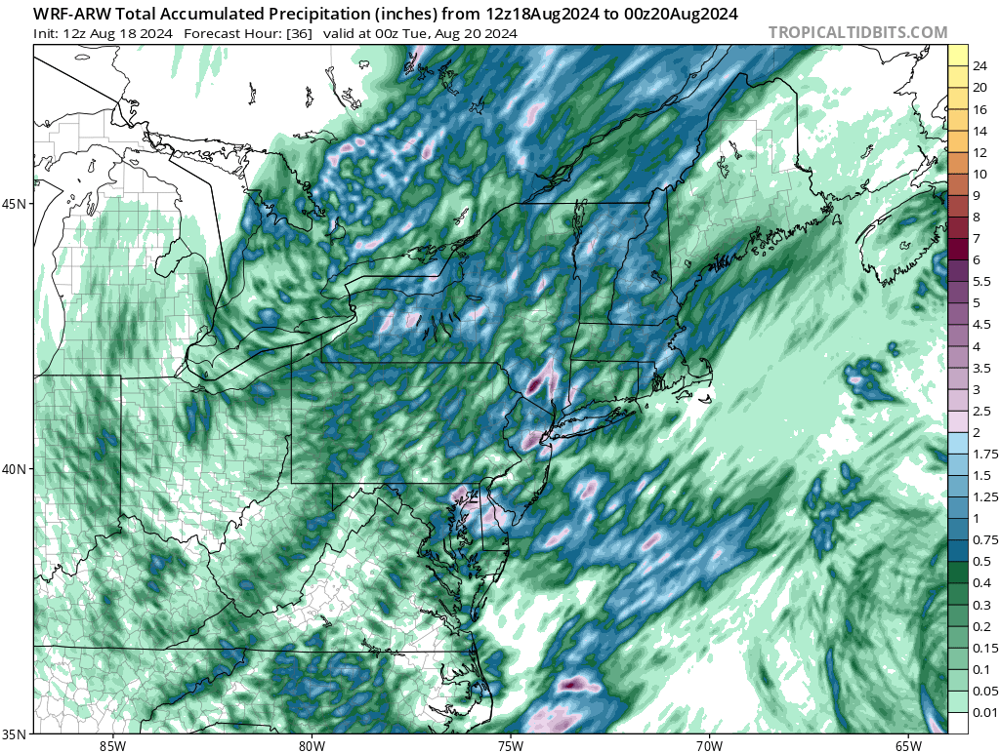 WRF-ARW Total Accumulated Precipitation (inches) from 12z18Aug2024 to 00z20Aug2024
Init: 12z Aug 18 2024 Forecast Hour: [36] valid at 00z Tue, Aug 20 2024
TROPICALTIDBITS.COM
24
20
16
14
12
10
9
8
7
6
5.5
5
4.5
4
3.5
3
2.5
2
1.75
1.5
1.25
1
0.75
0.5
0.4
0.3
0.2
0.15
0.1
0.05
0.01
45N
40N
35N
85W
80W
75W
70W
65W